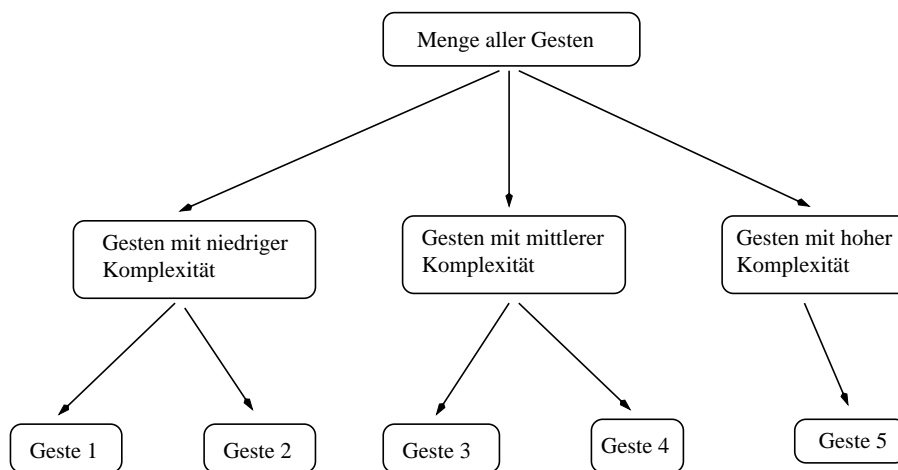 Menge aller Gesten
Gesten mit niedriger
Komplexität
Gesten mit mittlerer
Komplexität
Gesten mit hoher
Komplexität
Geste 1
Geste 2
Geste 3
Geste 4
Geste 5